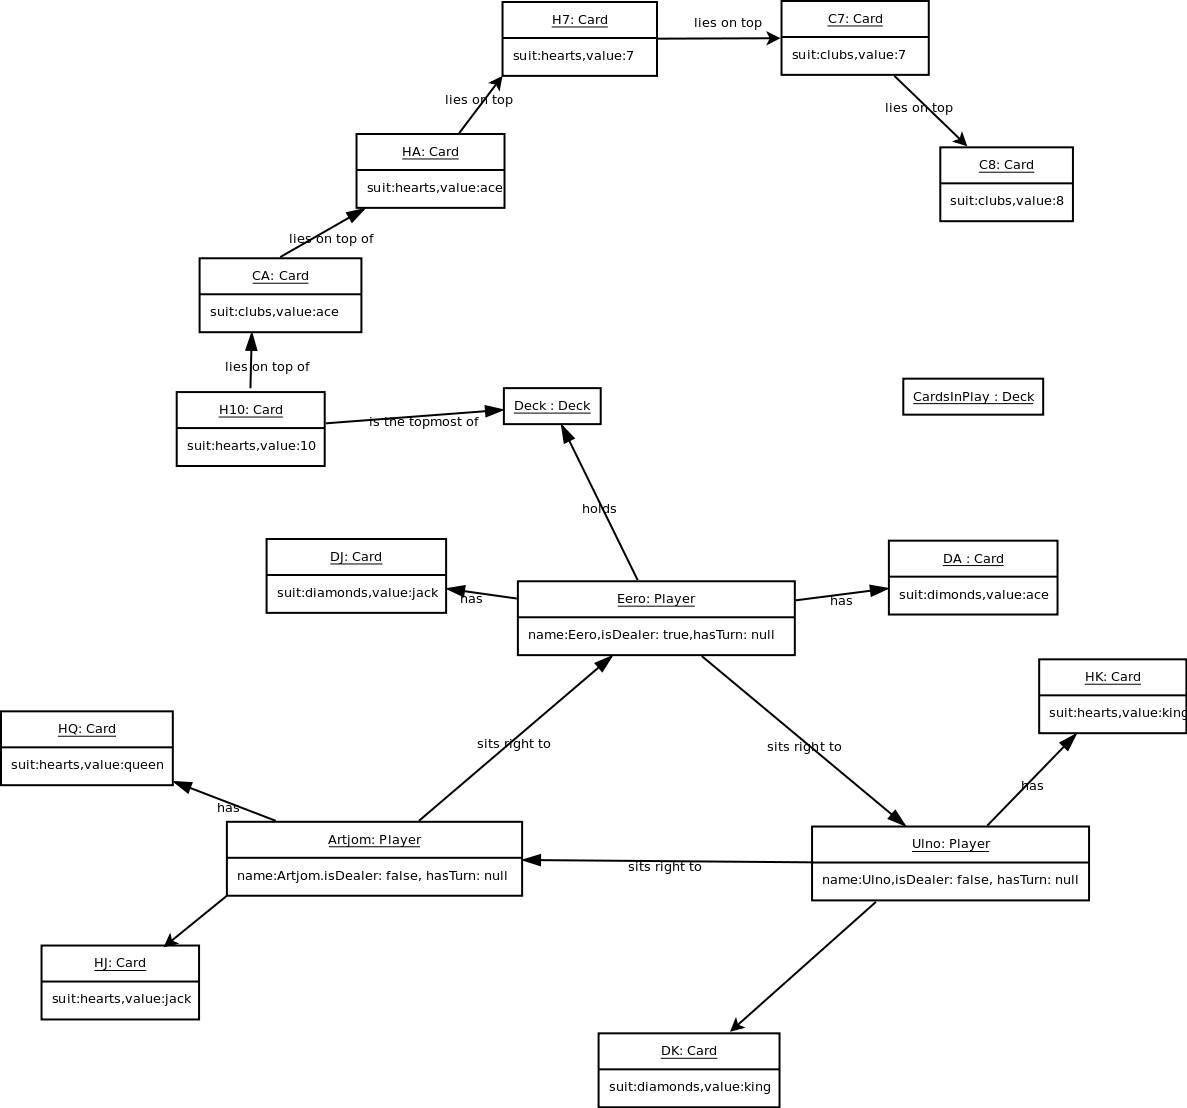 H7: Card
suit:hearts,value:7
lies on top
C7: Card
suit:clubs,value:7
lies on top
lies on top
HA: Card
suit:hearts,value:ace
C8: Card
suit:clubs,value:8
lies on top of
CA: Card
suit:clubs,value:ace
lies on top of
H10: Card
suit:hearts,value:10
is the topmost of
Deck : Deck
CardsInPlay : Deck
holds
DJ: Card
suit:diamonds,value:jack
has
Eero: Player
name:Eero,isDealer: true,hasTurn: null
has
DA : Card
suit:dimonds,value:ace
HK: Card
suit:hearts,value:king
HQ: Card
suit:hearts,value:queen
sits right to
sits right to
has
has
Artjom: Player
name:Artjom.isDealer: false, hasTurn: null
sits right to
Ulno: Player
name:Ulno,isDealer: false, hasTurn: null
HJ: Card
suit:hearts,value:jack
DK: Card
suit:diamonds,value:king